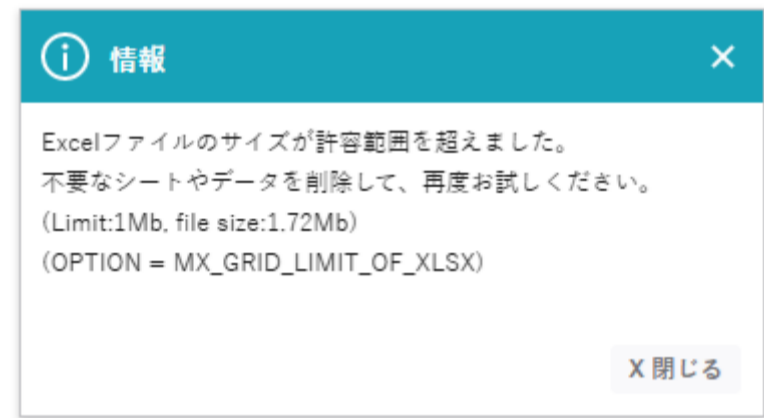 情報
Excelファイルのサイズが許容範囲を超えました。
不要なシートやデータを削除して、再度お試しください。
(Limit:1Mb, file size:1.72Mb)
(OPTION = MX_GRID_LIMIT_OF_XLSX)
X 閉じる